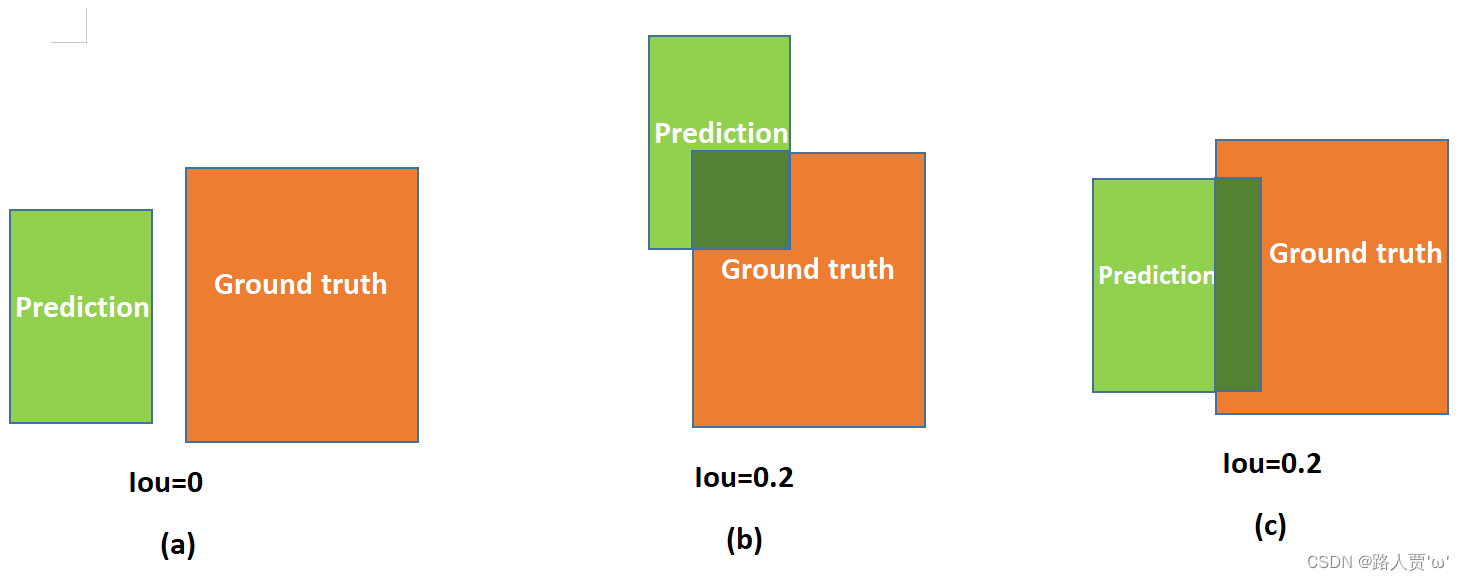 Prediction
Ground truth
Iou=0
(a)
Prediction
Ground truth
Iou=0.2
(b)
Prediction
Ground truth
Iou=0.2
(c)
CSDN @路人贾'ω'